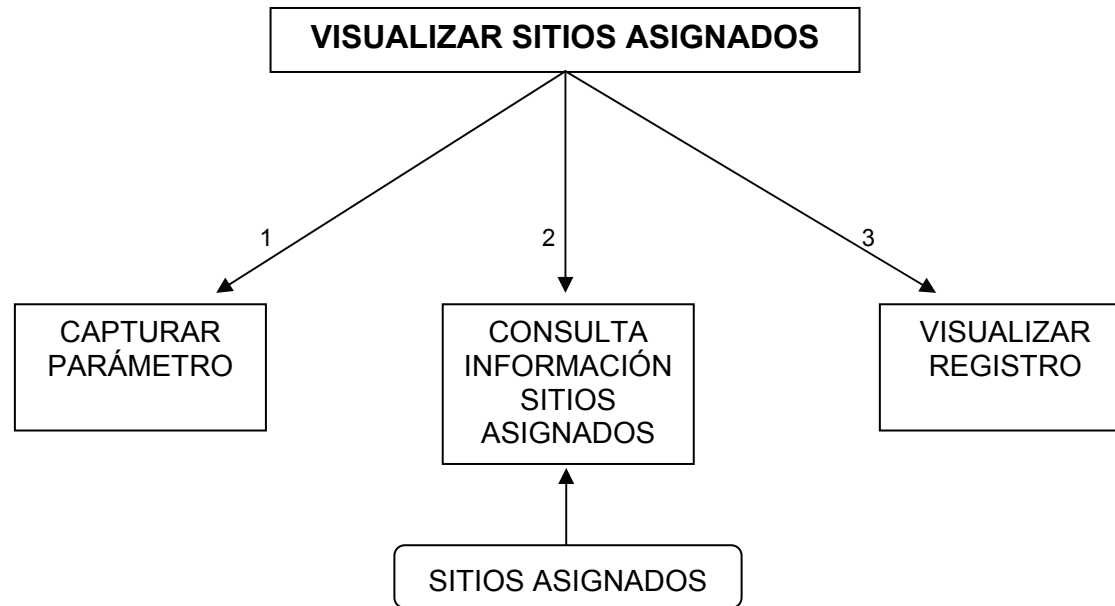 VISUALIZAR SITIOS ASIGNADOS
1
2
3
CAPTURAR
PARÁMETRO
CONSULTA
INFORMACIÓN
SITIOS
ASIGNADOS
VISUALIZAR
REGISTRO
SITIOS ASIGNADOS